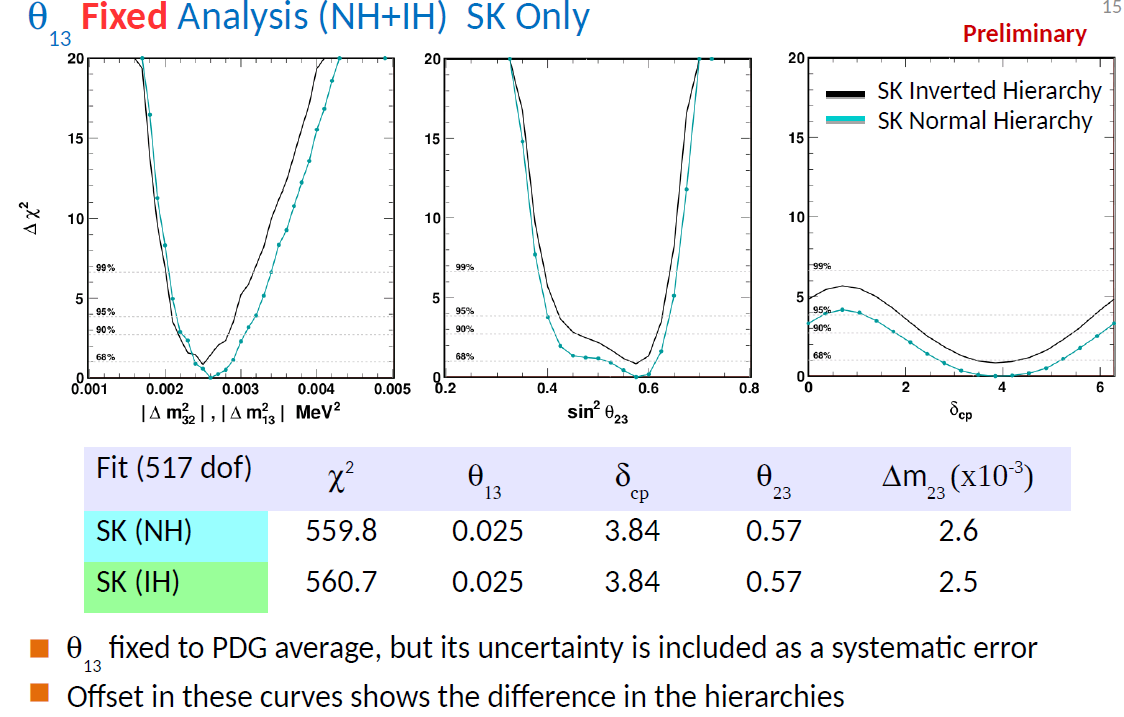 15
θ13 Fixed Analysis (NH+IH) SK Only
Preliminary
20
15
10
5
0
Δ χ²
99%
95%
90%
68%
0.001 0.002 0.003 0.004 0.005
|Δ m²32| , |Δ m²13| MeV²
20
15
10
5
0
99%
95%
90%
68%
0.2 0.4 0.6 0.8
sin² θ23
20
15
10
5
0
SK Inverted Hierarchy
SK Normal Hierarchy
99%
95%
90%
68%
0 2 4 6
δcp
Fit (517 dof) χ² θ13 δcp θ23 Δm23 (x10⁻³)
SK (NH) 559.8 0.025 3.84 0.57 2.6
SK (IH) 560.7 0.025 3.84 0.57 2.5
θ13 fixed to PDG average, but its uncertainty is included as a systematic error
Offset in these curves shows the difference in the hierarchies